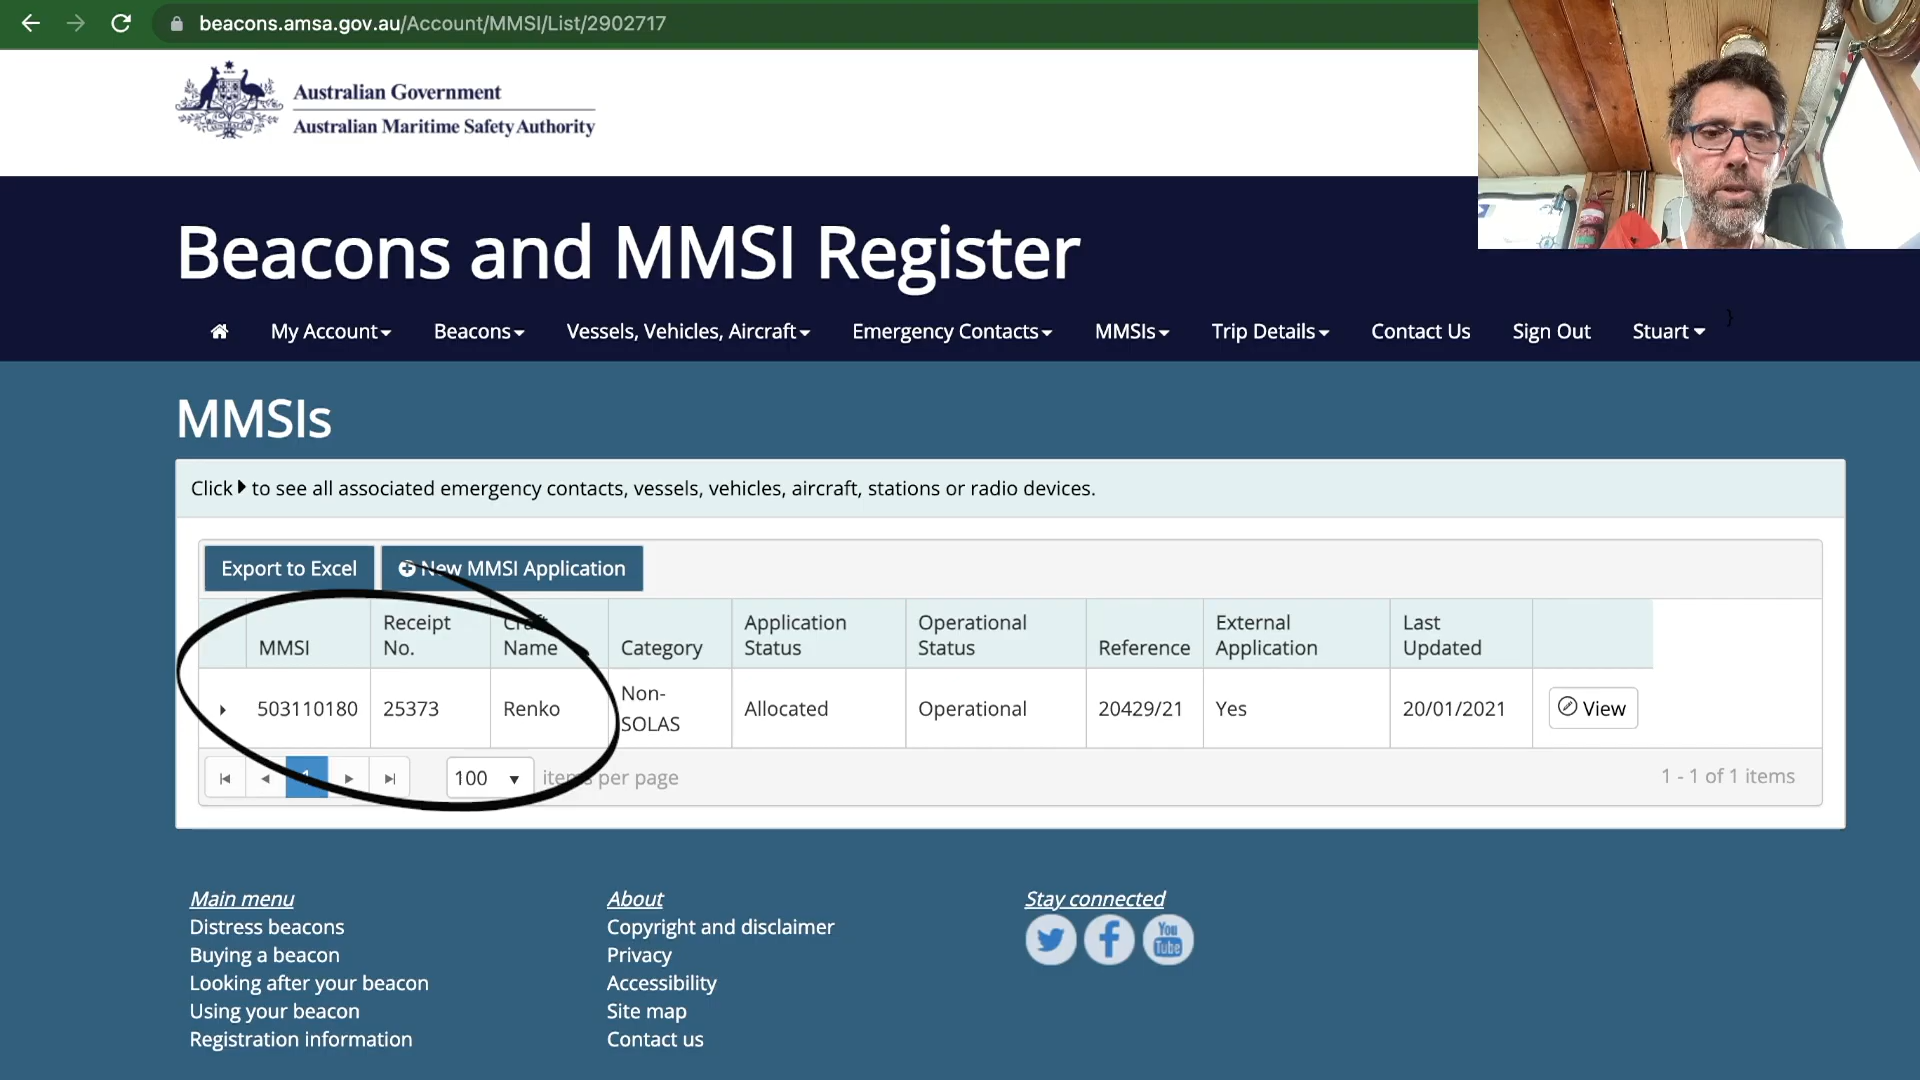 beacons.amsa.gov.au/Account/MMSI/List/2902717
Australian Government
Australian Maritime Safety Authority
Beacons and MMSI Register
My Account
Beacons
Vessels, Vehicles, Aircraft
Emergency Contacts
MMSIs
Trip Details
Contact Us
Sign Out
Stuart
}
MMSIs
Click to see all associated emergency contacts, vessels, vehicles, aircraft, stations or radio devices.
Export to Excel
New MMSI Application
MMSI
Receipt
No.
Craft
Name
Category
Application
Status
Operational
Status
Reference
External
Application
Last
Updated
503110180
25373
Renko
Non-
SOLAS
Allocated
Operational
20429/21
Yes
20/01/2021
View
1
100
items per page
1 - 1 of 1 items
Main menu
Distress beacons
Buying a beacon
Looking after your beacon
Using your beacon
Registration information
About
Copyright and disclaimer
Privacy
Accessibility
Site map
Contact us
Stay connected
You
Tube